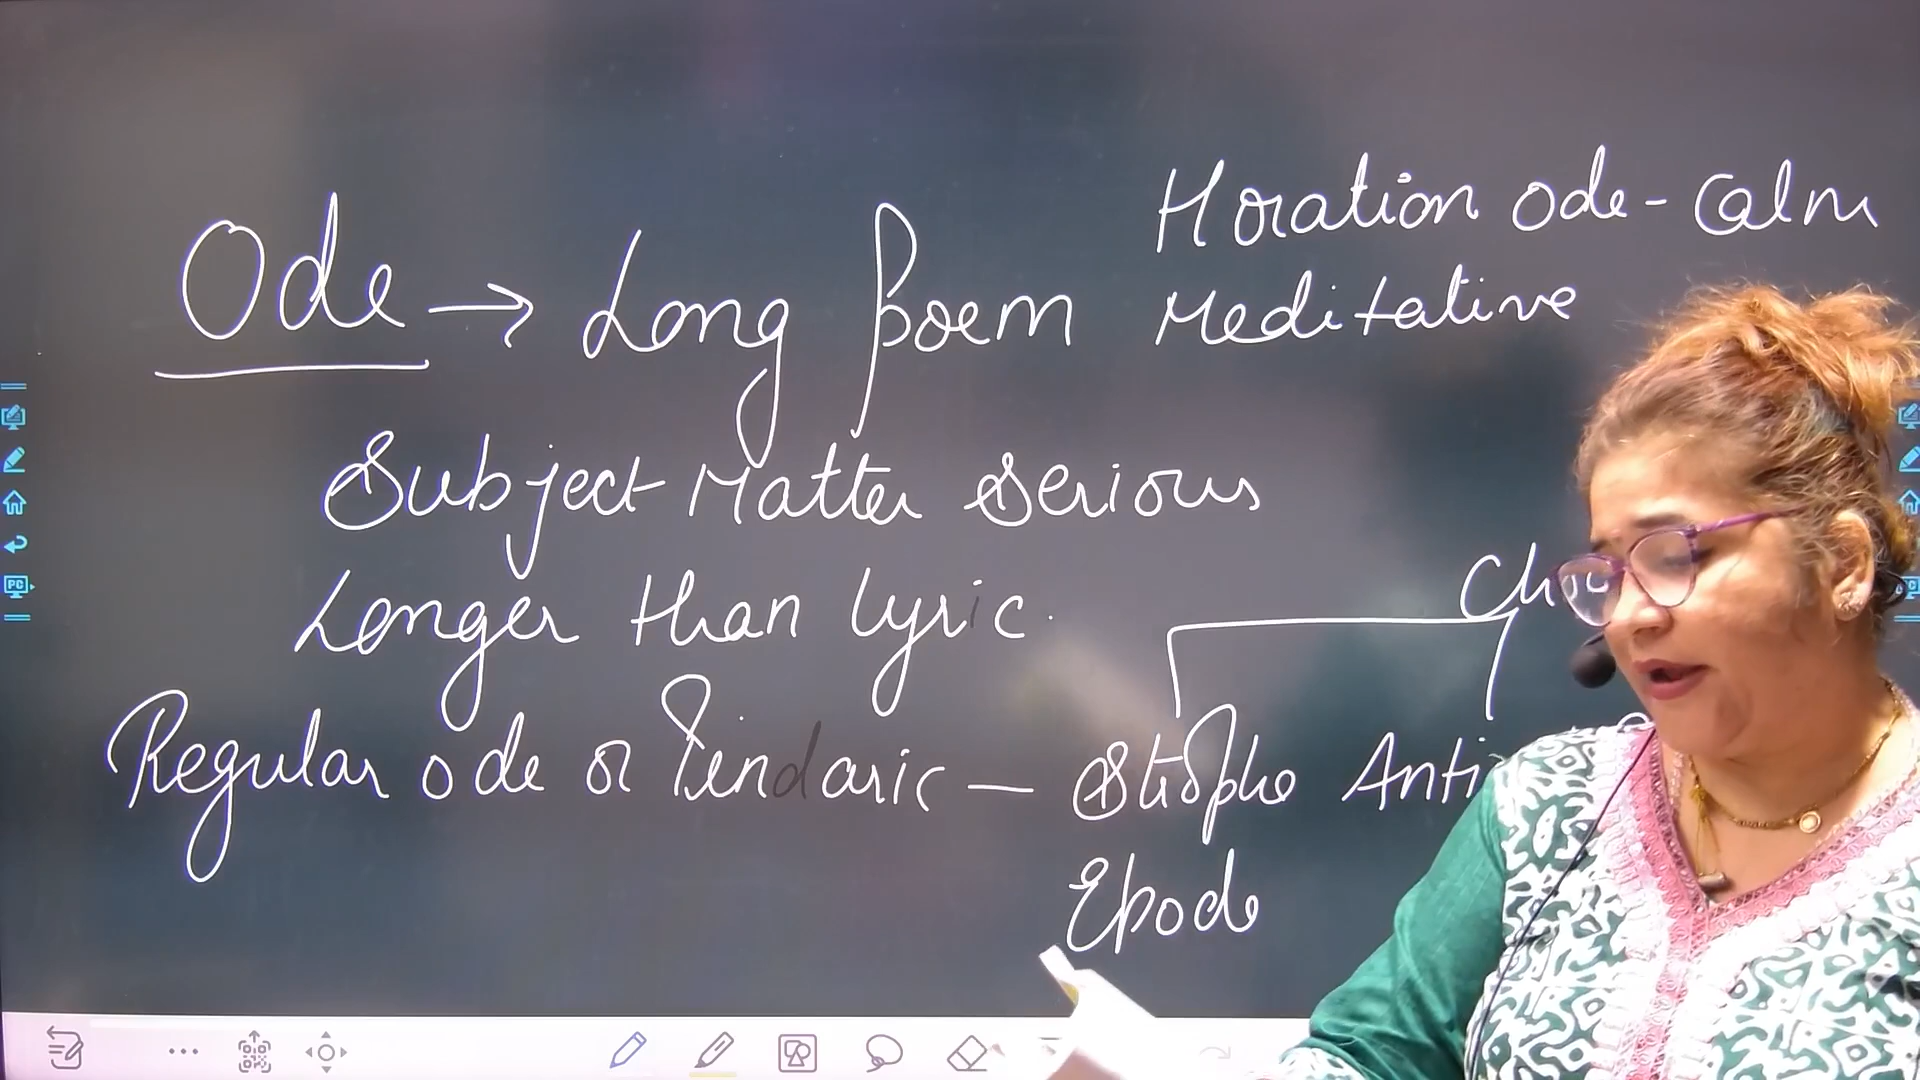 Ode → Long Poem
Horation Ode - Calm
Meditative
Subject Matter Serious
Longer than lyric.
Regular Ode or Pindaric — Strophe Anti
Epode
PC